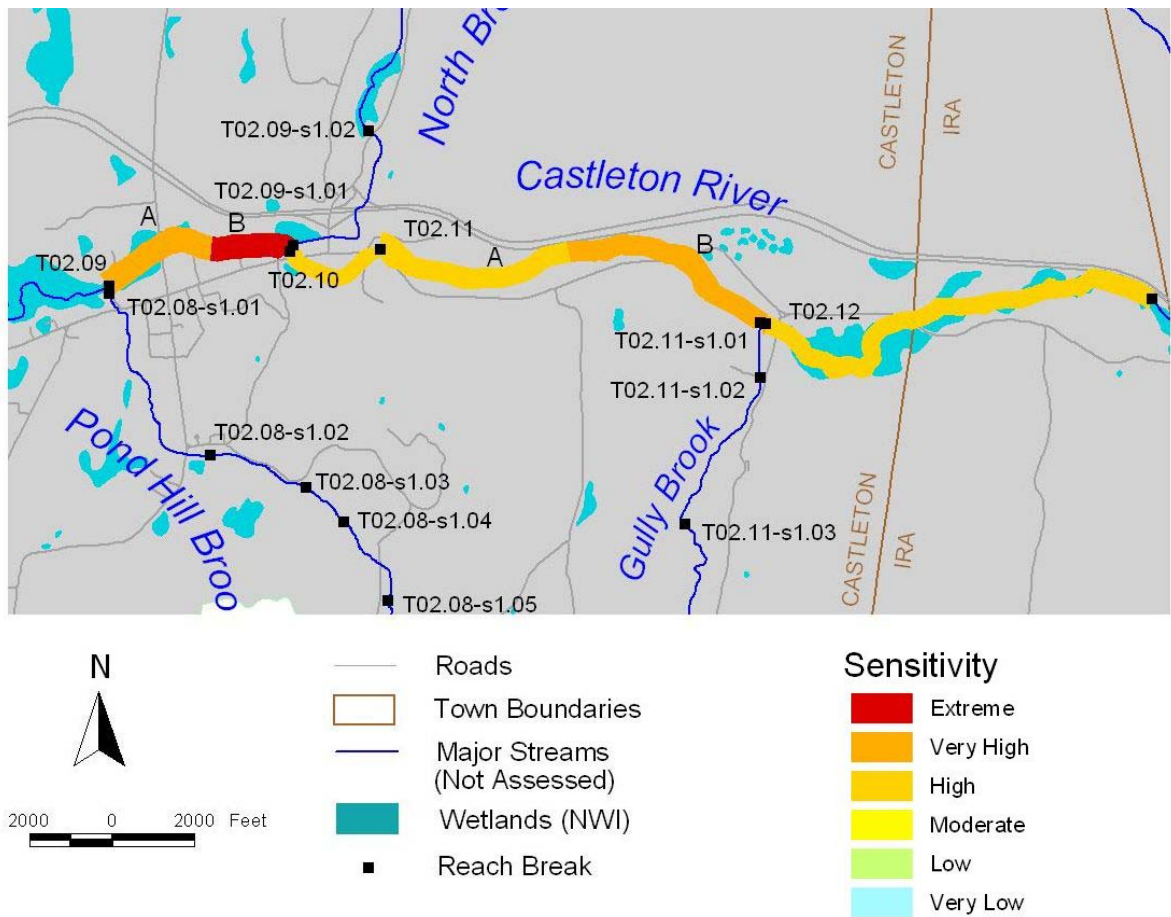 North Bro
CASTLETON
IRA
T02.09-s1.02
Castleton River
T02.09-s1.01
A
B
T02.11
A
B
T02.09
T02.10
T02.08-s1.01
T02.12
T02.11-s1.01
T02.11-s1.02
Pond Hill Broo
T02.08-s1.02
Gully Brook
T02.08-s1.03
T02.08-s1.04
T02.11-s1.03
CASTLETON
IRA
T02.08-s1.05
N
2000 0 2000 Feet
Roads
Town Boundaries
Major Streams
(Not Assessed)
Wetlands (NWI)
Reach Break
Sensitivity
Extreme
Very High
High
Moderate
Low
Very Low